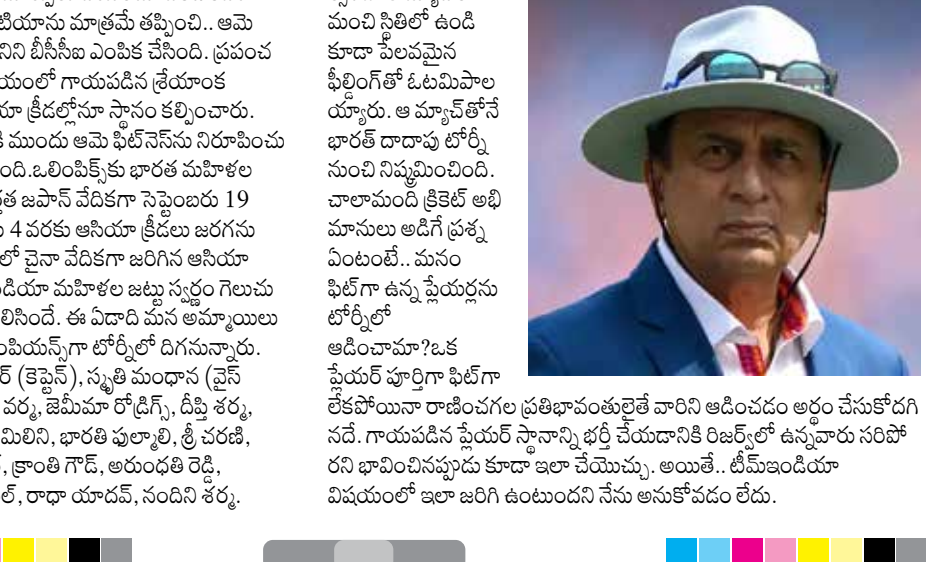 టియాను మాత్రమే తప్పించి.. ఆమె
నిని బీసీసీఐ ఎంపిక చేసింది. ప్రపంచ
యంలో గాయపడిన శ్రేయాంక
యా క్రీడల్లోనూ స్థానం కల్పించారు.
కి ముందు ఆమె ఫిట్‌నెస్‌ను నిరూపించు
ంది.ఒలింపిక్స్‌కు భారత మహిళల
ర్హత జపాన్ వేదికగా సెప్టెంబరు 19
4 వరకు ఆసియా క్రీడలు జరగను
లో చైనా వేదికగా జరిగిన ఆసియా
డియా మహిళల జట్టు స్వర్ణం గెలుచు
లిసిందే. ఈ ఏడాది మన అమ్మాయిలు
ంపియన్స్‌గా టోర్నీలో దిగనున్నారు.
ర్ (కెప్టెన్), స్మృతి మంధాన (వైస్
వర్మ, జెమీమా రోడ్రిగ్స్, దీప్తి శర్మ,
మిలిని, భారతి ఫుల్మాలి, శ్రీ చరణి,
క్రాంతి గౌడ్, అరుంధతి రెడ్డి,
ల్, రాధా యాదవ్, నందిని శర్మ.
మంచి స్థితిలో ఉండి
కూడా పేలవమైన
ఫీల్డింగ్‌తో ఓటమిపాల
య్యారు. ఆ మ్యాచ్‌తోనే
భారత్ దాదాపు టోర్నీ
నుంచి నిష్క్రమించింది.
చాలామంది క్రికెట్ అభి
మానులు అడిగే ప్రశ్న
ఏంటంటే.. మనం
ఫిట్‌గా ఉన్న ప్లేయర్లను
టోర్నీలో
ఆడించామా?ఒక
ప్లేయర్ పూర్తిగా ఫిట్‌గా
లేకపోయినా రాణించగల ప్రతిభావంతులైతే వారిని ఆడించడం అర్థం చేసుకోదగి
నదే. గాయపడిన ప్లేయర్ స్థానాన్ని భర్తీ చేయడానికి రిజర్వ్‌లో ఉన్నవారు సరిపో
రని భావించినప్పుడు కూడా ఇలా చేయొచ్చు. అయితే.. టీమ్ఇండియా
విషయంలో ఇలా జరిగి ఉంటుందని నేను అనుకోవడం లేదు.